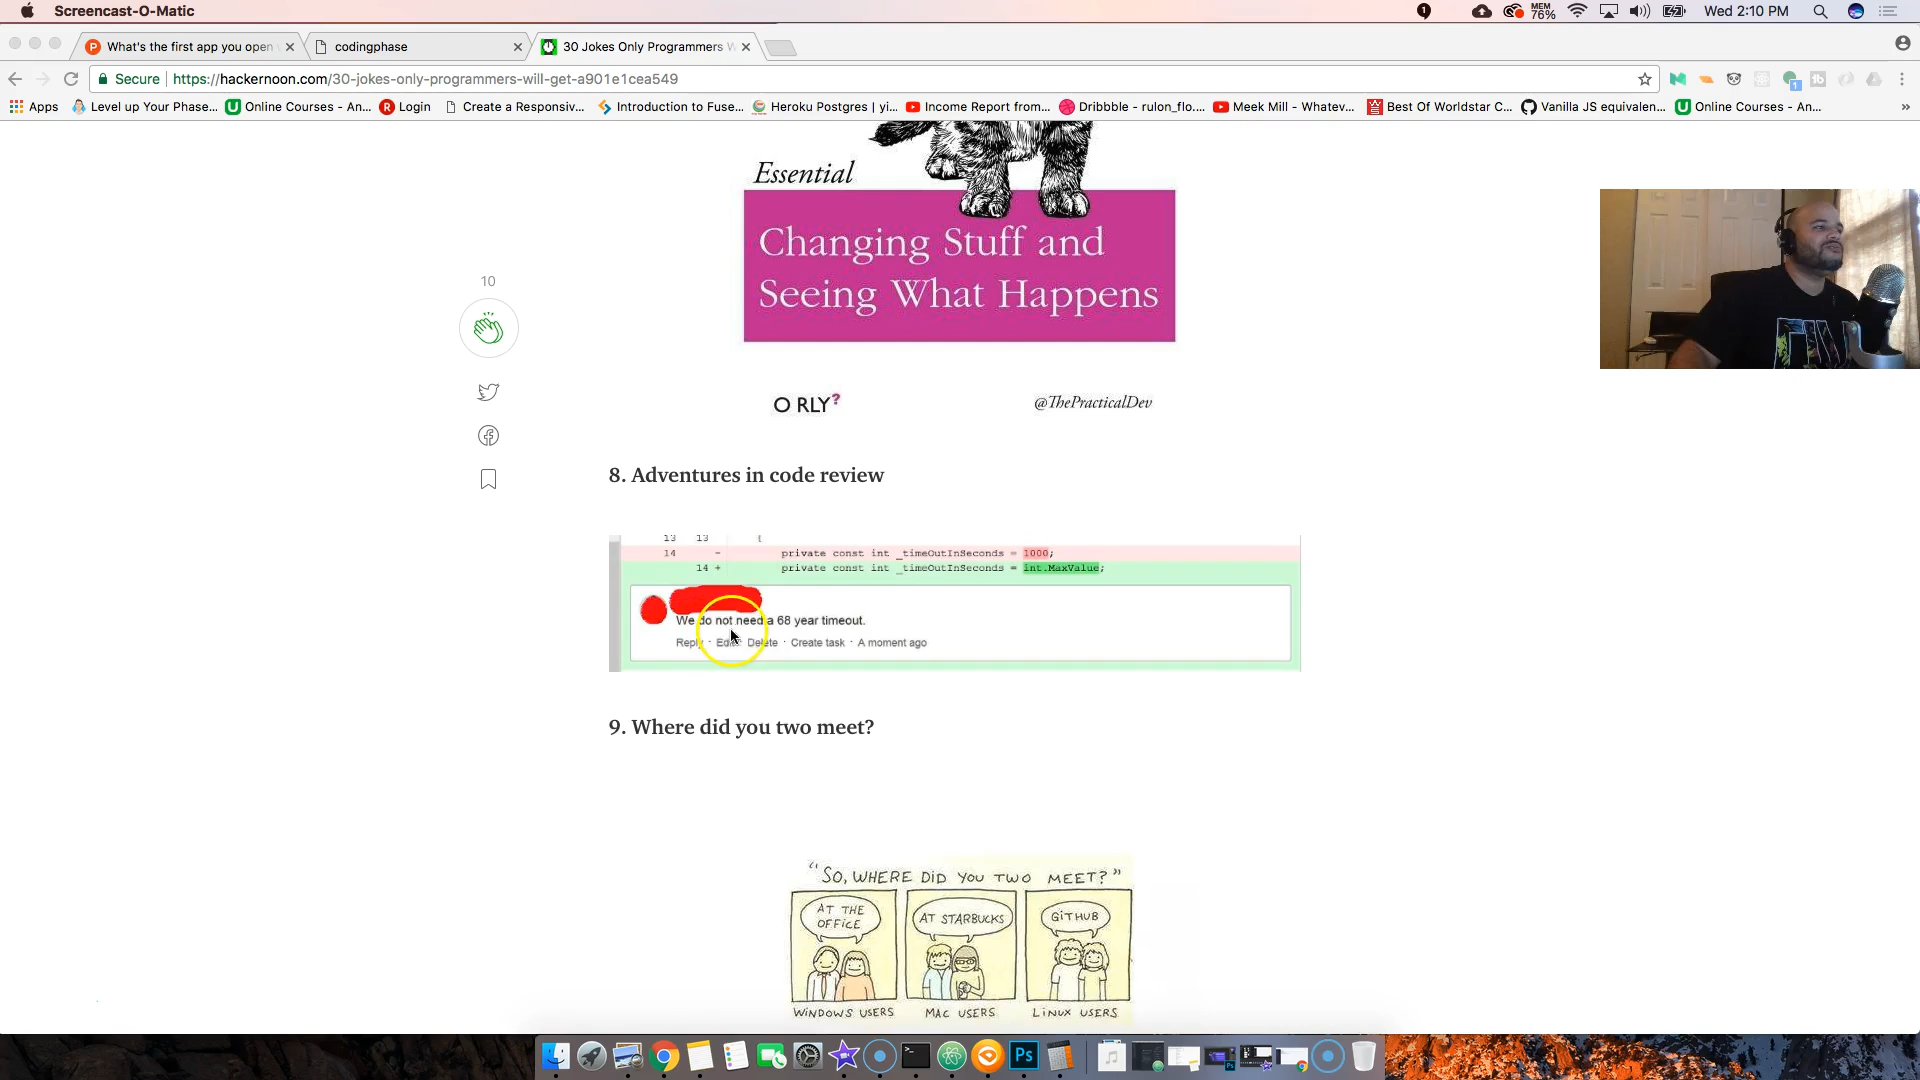 Screencast-O-Matic
MEM
76%
Wed 2:10 PM
What's the first app you open
codingphase
30 Jokes Only Programmers W
Secure
https://hackernoon.com/30-jokes-only-programmers-will-get-a901e1cea549
Apps
Level up Your Phase...
Online Courses - An...
Login
Create a Responsiv...
Introduction to Fuse...
Heroku Postgres | yi...
Income Report from...
Dribbble - rulon_flo....
Meek Mill - Whatev...
Best Of Worldstar C...
Vanilla JS equivalen...
Online Courses - An...
»
Essential
Changing Stuff and
Seeing What Happens
10
O RLY?
@ThePracticalDev
8. Adventures in code review
13 13 {
14 - private const int _timeOutInSeconds = 1000;
14 + private const int _timeOutInSeconds = int.MaxValue;
We do not need a 68 year timeout.
Reply · Edit · Delete · Create task · A moment ago
9. Where did you two meet?
"SO, WHERE DID YOU TWO MEET?"
AT THE
OFFICE
AT STARBUCKS
GITHUB
WINDOWS USERS
MAC USERS
LINUX USERS
Ps